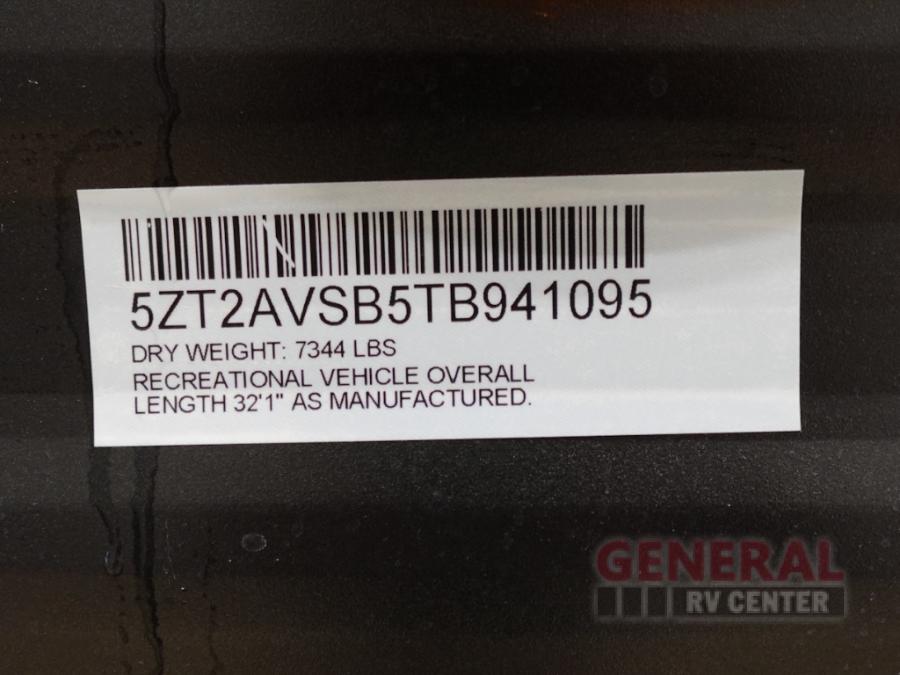 5ZT2AVSB5TB941095
DRY WEIGHT: 7344 LBS
RECREATIONAL VEHICLE OVERALL
LENGTH 32'1" AS MANUFACTURED.
GENERAL
RV CENTER